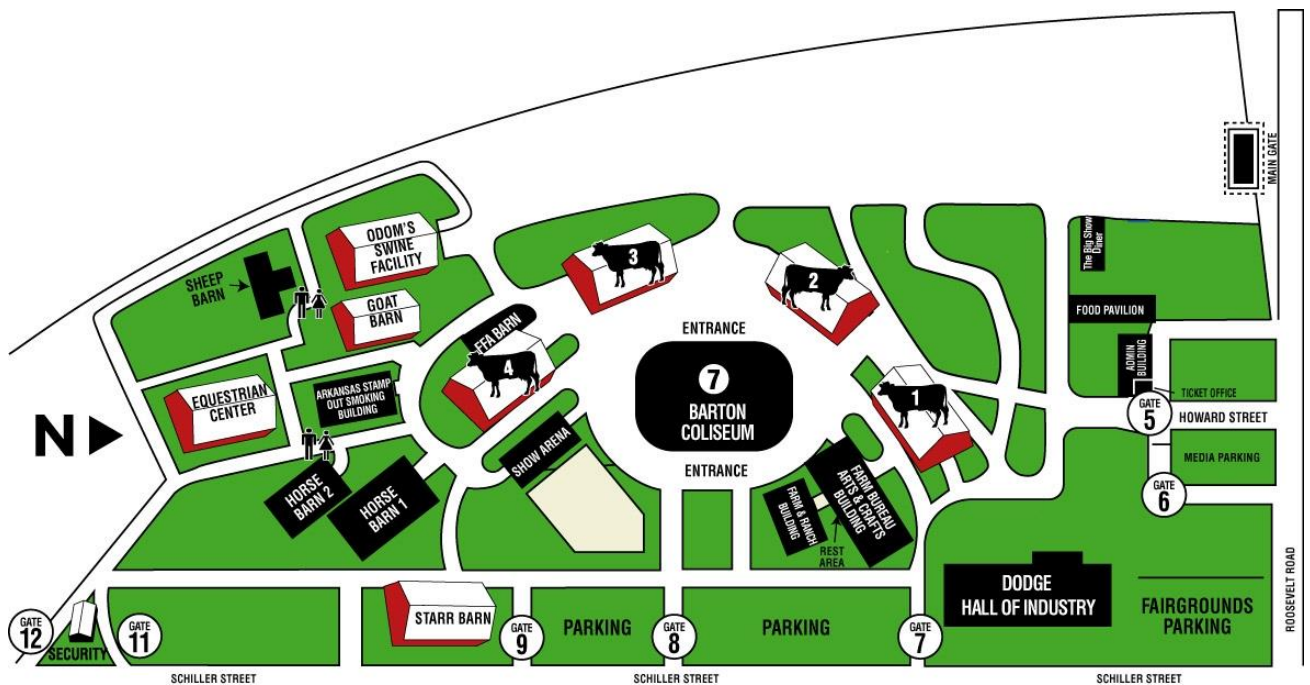 MAIN GATE
ROOSEVELT ROAD
ODOM'S
SWINE
FACILITY
SHEEP
BARN
GOAT
BARN
3
2
The Big Show
Diner
FOOD PAVILION
ADMIN
BUILDING
TICKET OFFICE
GATE
5
HOWARD STREET
MEDIA PARKING
GATE
6
FFA BARN
4
ENTRANCE
7
BARTON
COLISEUM
ENTRANCE
1
N
EQUESTRIAN
CENTER
ARKANSAS STAMP
OUT SMOKING
BUILDING
SHOW ARENA
HORSE
BARN 2
HORSE
BARN 1
FARM & RANCH
BUILDING
FARM BUREAU
ARTS & CRAFTS
BUILDING
REST
AREA
DODGE
HALL OF INDUSTRY
FAIRGROUNDS
PARKING
GATE
12
SECURITY
GATE
11
STARR BARN
GATE
9
PARKING
GATE
8
PARKING
GATE
7
SCHILLER STREET
SCHILLER STREET
SCHILLER STREET